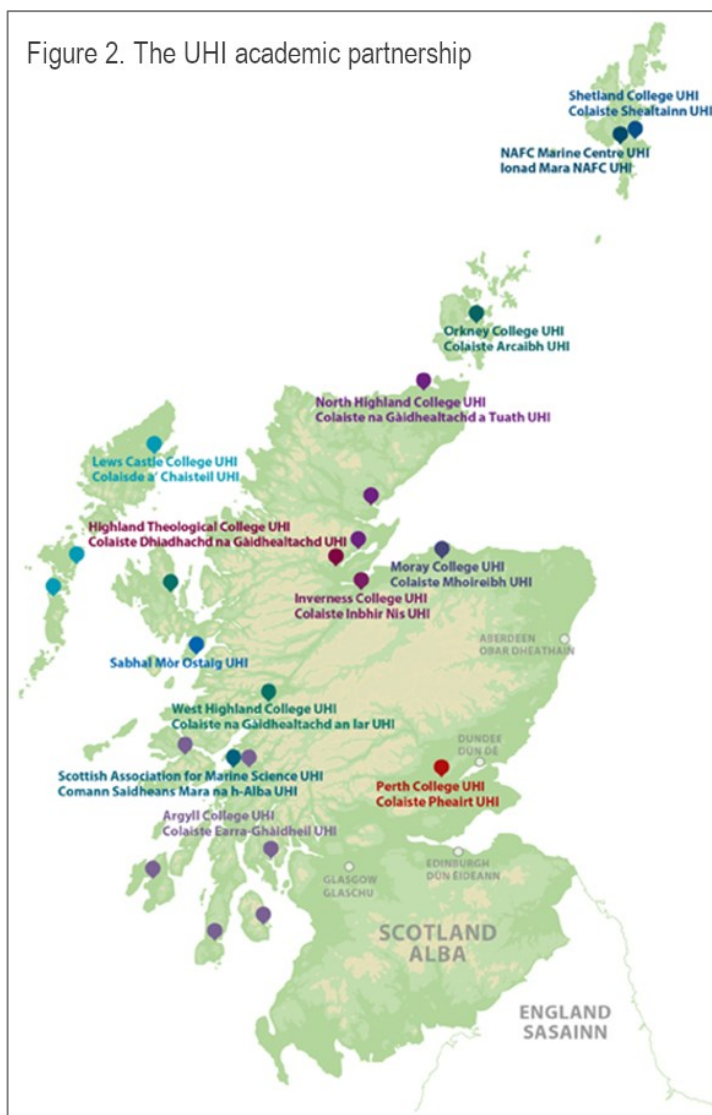 Figure 2. The UHI academic partnership
Shetland College UHI
Colaiste Shealtainn UHI
NAFC Marine Centre UHI
Ionad Mara NAFC UHI
Orkney College UHI
Colaiste Arcaibh UHI
North Highland College UHI
Colaiste na Gàidhealtachd a Tuath UHI
Lews Castle College UHI
Colaisde a' Chaisteil UHI
Highland Theological College UHI
Colaiste Dhiadhachd na Gàidhealtachd UHI
Moray College UHI
Colaiste Mhoireibh UHI
Inverness College UHI
Colaiste Inbhir Nis UHI
ABERDEEN
OBAR DHEATHAIN
Sabhal Mòr Ostaig UHI
West Highland College UHI
Colaiste na Gàidhealtachd an Iar UHI
DUNDEE
DÙN DÈ
Scottish Association for Marine Science UHI
Comann Saidheans Mara na h-Alba UHI
Perth College UHI
Colaiste Pheairt UHI
Argyll College UHI
Colaiste Earra-Ghàidheil UHI
EDINBURGH
DÙN ÈIDEANN
GLASGOW
GLASCHU
SCOTLAND
ALBA
ENGLAND
SASAINN